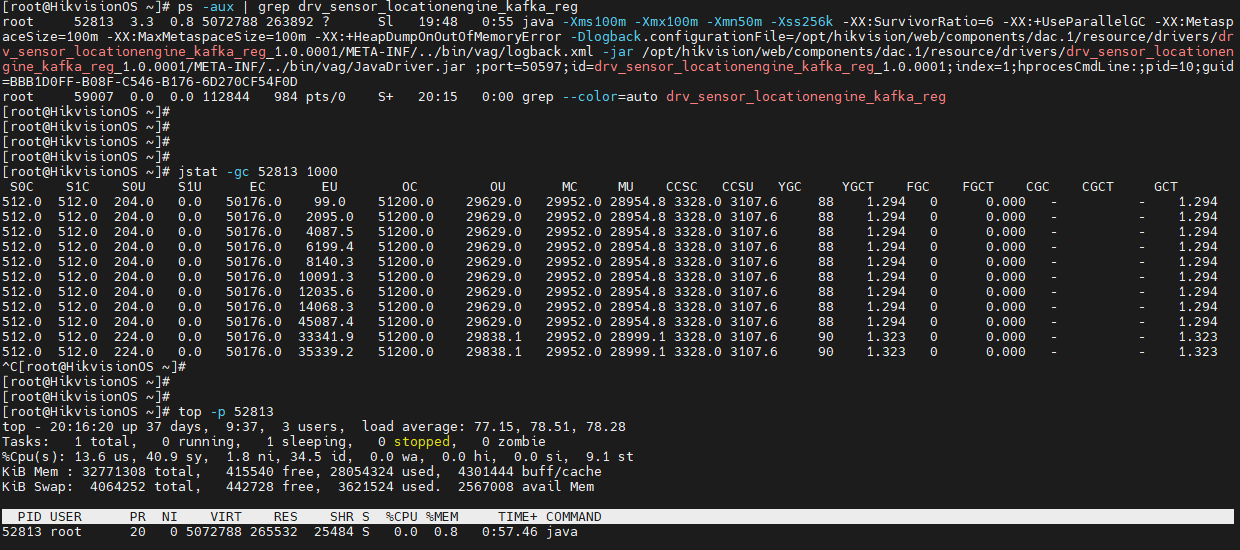 [root@HikvisionOS ~]# ps -aux | grep drv_sensor_locationengine_kafka_reg
root     52813  3.3  0.8 5072788 263892 ?      Sl   19:48   0:55 java -Xms100m -Xmx100m -Xmn50m -Xss256k -XX:SurvivorRatio=6 -XX:+UseParallelGC -XX:Metasp
aceSize=100m -XX:MaxMetaspaceSize=100m -XX:+HeapDumpOnOutOfMemoryError -Dlogback.configurationFile=/opt/hikvision/web/components/dac.1/resource/drivers/dr
v_sensor_locationengine_kafka_reg_1.0.0001/META-INF/../bin/vag/logback.xml -jar /opt/hikvision/web/components/dac.1/resource/drivers/drv_sensor_locationen
gine_kafka_reg_1.0.0001/META-INF/../bin/vag/JavaDriver.jar ;port=50597;id=drv_sensor_locationengine_kafka_reg_1.0.0001;index=1;hprocesCmdLine:;pid=10;guid
=BBB1D0FF-B08F-C546-B176-6D270CF54F0D
root     59007  0.0  0.0 112844   984 pts/0    S+   20:15   0:00 grep --color=auto drv_sensor_locationengine_kafka_reg
[root@HikvisionOS ~]#
[root@HikvisionOS ~]#
[root@HikvisionOS ~]#
[root@HikvisionOS ~]#
[root@HikvisionOS ~]# jstat -gc 52813 1000
S0C    S1C    S0U    S1U      EC       EU        OC         OU       MC     MU    CCSC   CCSU   YGC     YGCT    FGC    FGCT    CGC    CGCT     GCT
512.0  512.0  204.0   0.0   50176.0    99.0    51200.0    29629.0   29952.0 28954.8 3328.0 3107.6     88    1.294   0      0.000   -          -    1.294
512.0  512.0  204.0   0.0   50176.0   2095.0   51200.0    29629.0   29952.0 28954.8 3328.0 3107.6     88    1.294   0      0.000   -          -    1.294
512.0  512.0  204.0   0.0   50176.0   4087.5   51200.0    29629.0   29952.0 28954.8 3328.0 3107.6     88    1.294   0      0.000   -          -    1.294
512.0  512.0  204.0   0.0   50176.0   6199.4   51200.0    29629.0   29952.0 28954.8 3328.0 3107.6     88    1.294   0      0.000   -          -    1.294
512.0  512.0  204.0   0.0   50176.0   8140.3   51200.0    29629.0   29952.0 28954.8 3328.0 3107.6     88    1.294   0      0.000   -          -    1.294
512.0  512.0  204.0   0.0   50176.0  10091.3   51200.0    29629.0   29952.0 28954.8 3328.0 3107.6     88    1.294   0      0.000   -          -    1.294
512.0  512.0  204.0   0.0   50176.0  12035.6   51200.0    29629.0   29952.0 28954.8 3328.0 3107.6     88    1.294   0      0.000   -          -    1.294
512.0  512.0  204.0   0.0   50176.0  14068.3   51200.0    29629.0   29952.0 28954.8 3328.0 3107.6     88    1.294   0      0.000   -          -    1.294
512.0  512.0  204.0   0.0   50176.0  45087.4   51200.0    29629.0   29952.0 28954.8 3328.0 3107.6     88    1.294   0      0.000   -          -    1.294
512.0  512.0  224.0   0.0   50176.0  33341.9   51200.0    29838.1   29952.0 28999.1 3328.0 3107.6     90    1.323   0      0.000   -          -    1.323
512.0  512.0  224.0   0.0   50176.0  35339.2   51200.0    29838.1   29952.0 28999.1 3328.0 3107.6     90    1.323   0      0.000   -          -    1.323
^C[root@HikvisionOS ~]#
[root@HikvisionOS ~]#
[root@HikvisionOS ~]#
[root@HikvisionOS ~]# top -p 52813
top - 20:16:20 up 37 days,  9:37,  3 users,  load average: 77.15, 78.51, 78.28
Tasks:   1 total,   0 running,   1 sleeping,   0 stopped,   0 zombie
%Cpu(s): 13.6 us, 40.9 sy,  1.8 ni, 34.5 id,  0.0 wa,  0.0 hi,  0.0 si,  9.1 st
KiB Mem : 32771308 total,   415540 free, 28054324 used,  4301444 buff/cache
KiB Swap:  4064252 total,   442728 free,  3621524 used.  2567008 avail Mem
PID USER      PR  NI    VIRT    RES    SHR S  %CPU %MEM     TIME+ COMMAND
52813 root      20   0 5072788 265532  25484 S   0.0  0.8   0:57.46 java